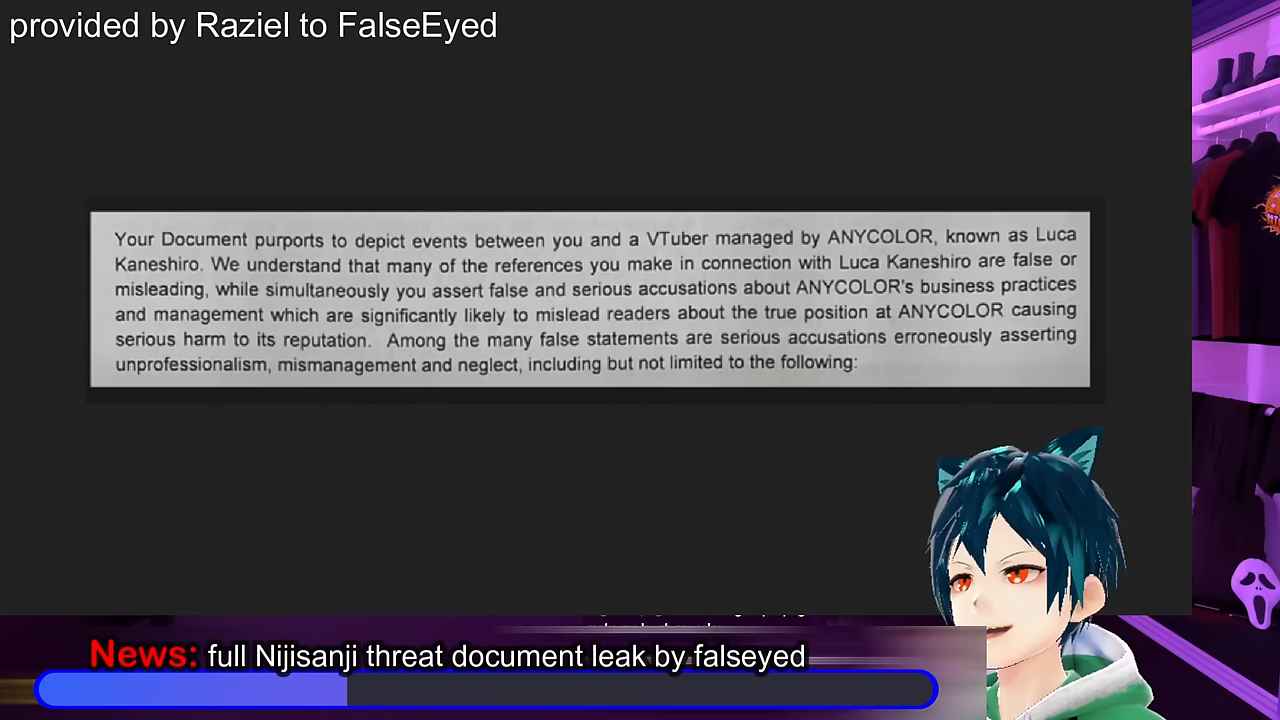 provided by Raziel to FalseEyed
Your Document purports to depict events between you and a VTuber managed by ANYCOLOR, known as Luca
Kaneshiro. We understand that many of the references you make in connection with Luca Kaneshiro are false or
misleading, while simultaneously you assert false and serious accusations about ANYCOLOR's business practices
and management which are significantly likely to mislead readers about the true position at ANYCOLOR causing
serious harm to its reputation. Among the many false statements are serious accusations erroneously asserting
unprofessionalism, mismanagement and neglect, including but not limited to the following:
News: full Nijisanji threat document leak by falseyed